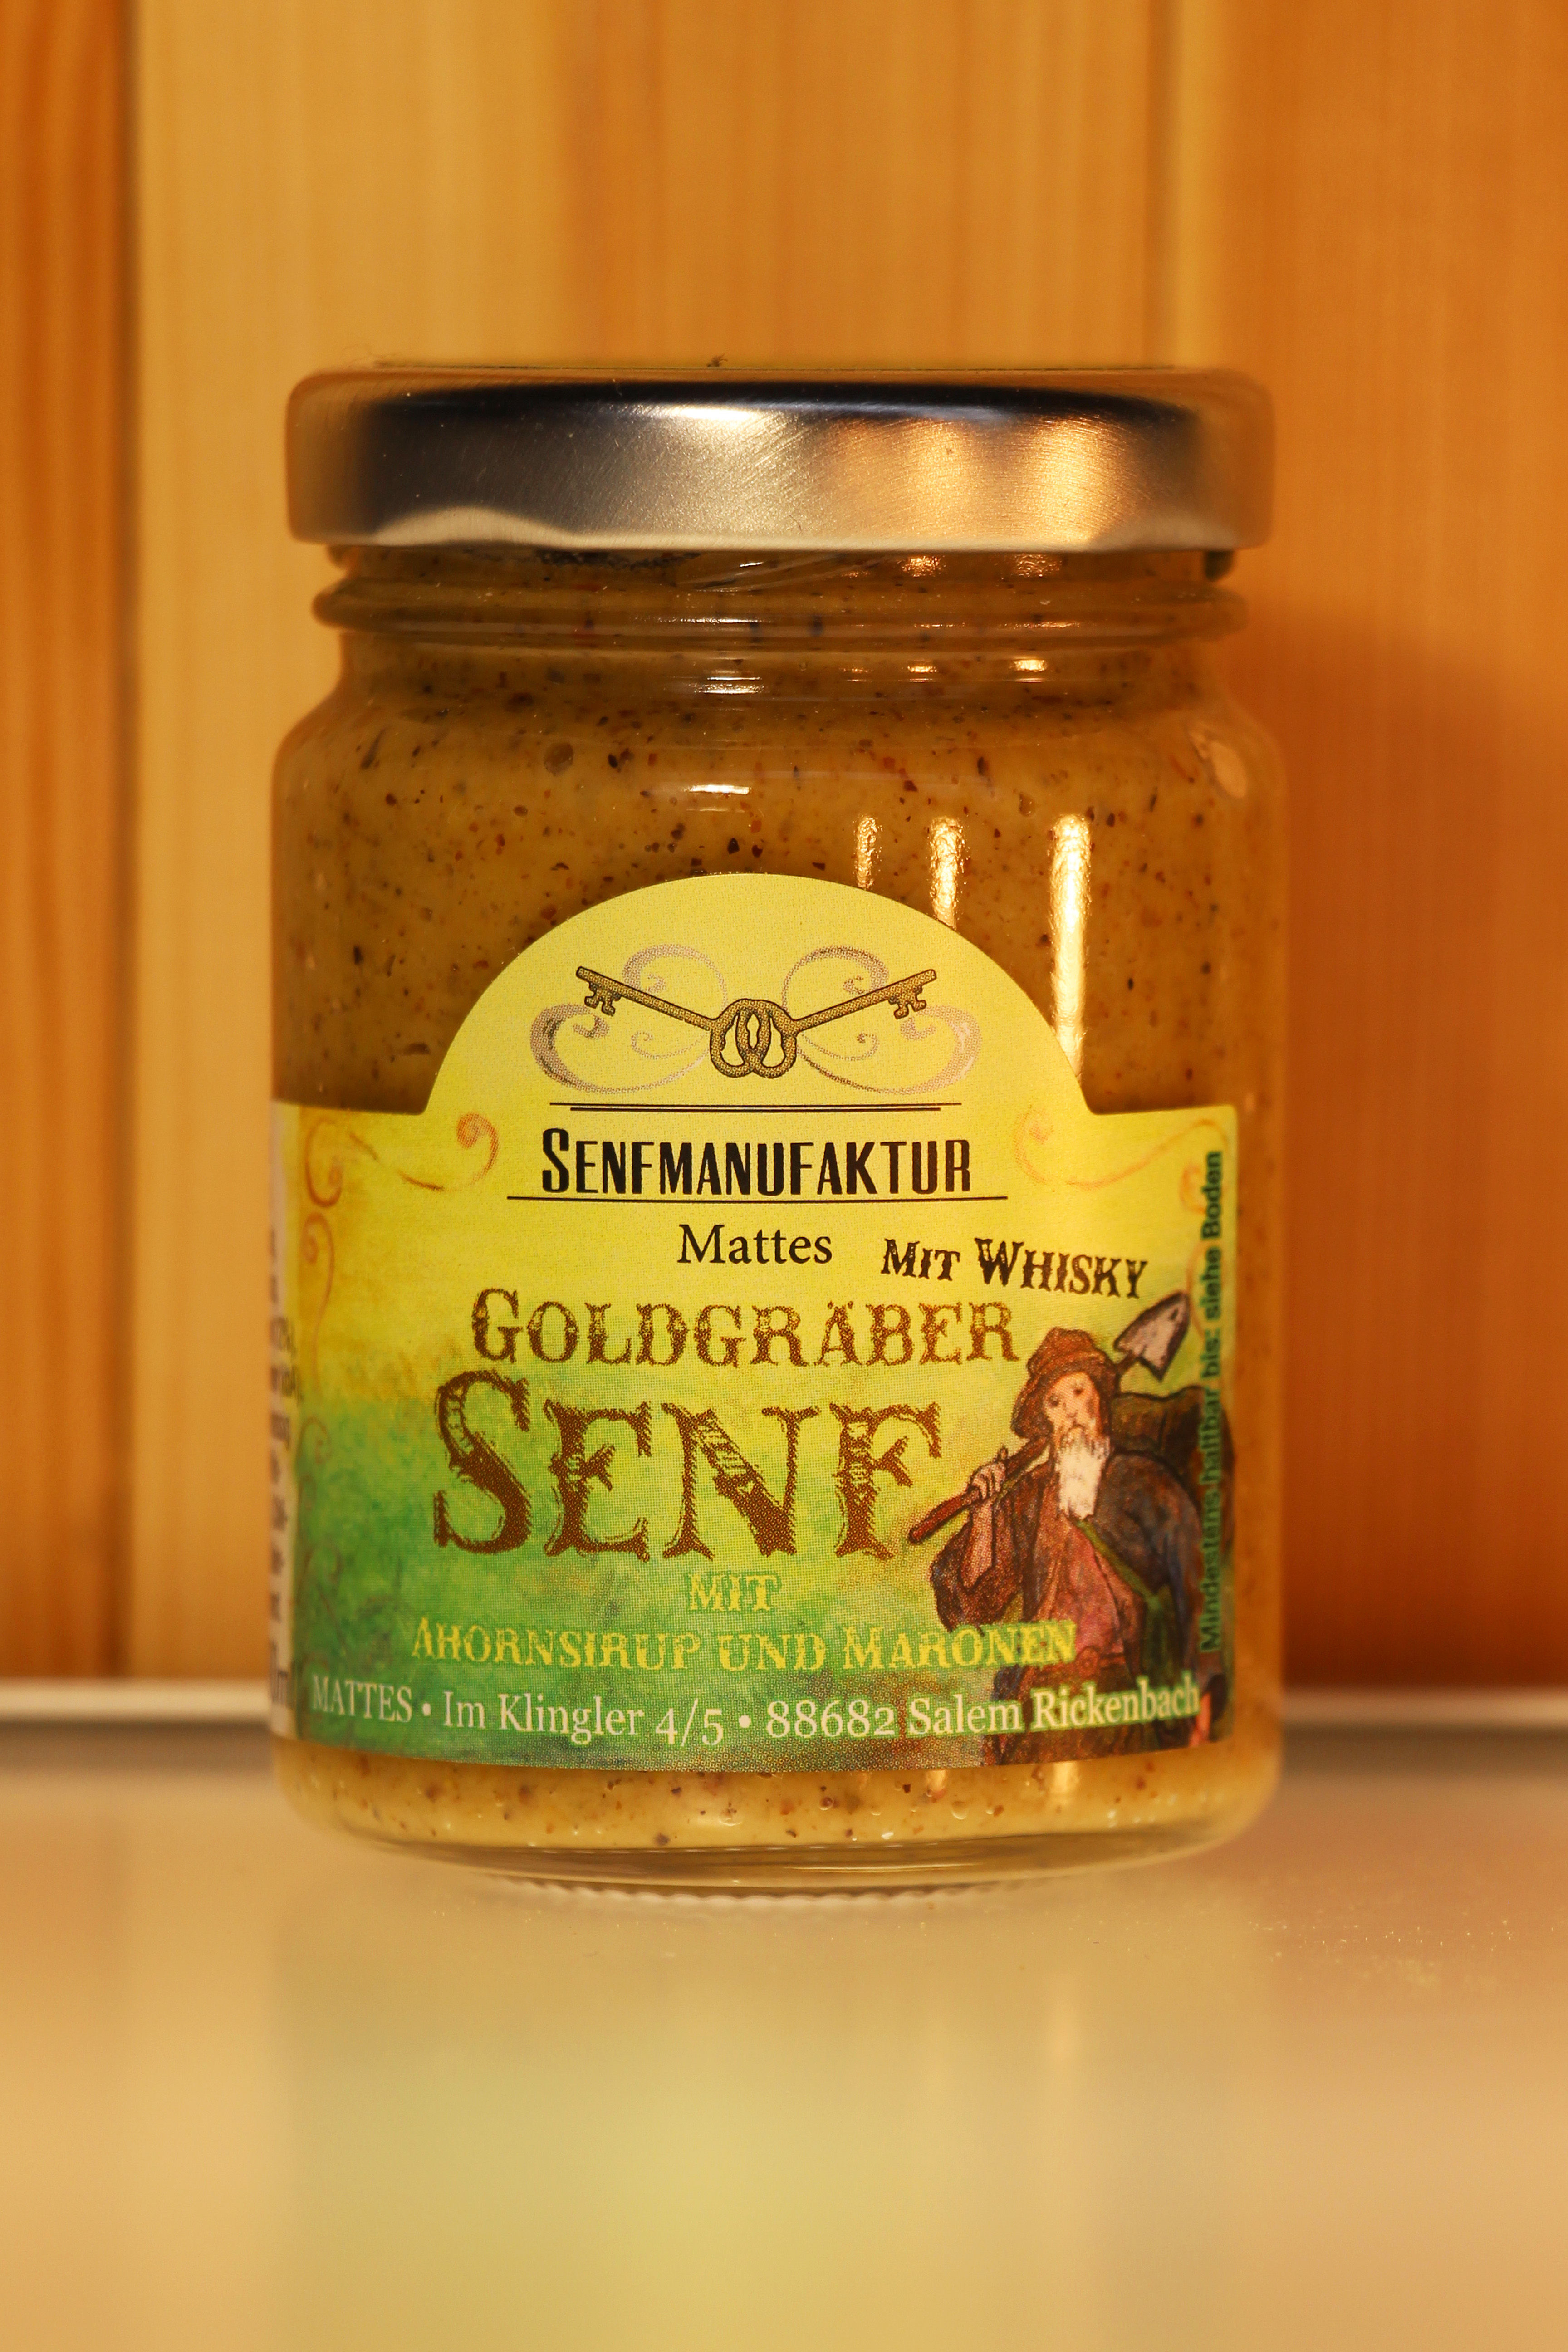 SENFMANUFAKTUR
Mattes
MIT WHISKY
GOLDGRÄBER
SENF
MIT
AHORNSIRUP UND MARONEN
MATTES • Im Klingler 4/5 • 88682 Salem Rickenbach
Mindestens haltbar bis: siehe Boden